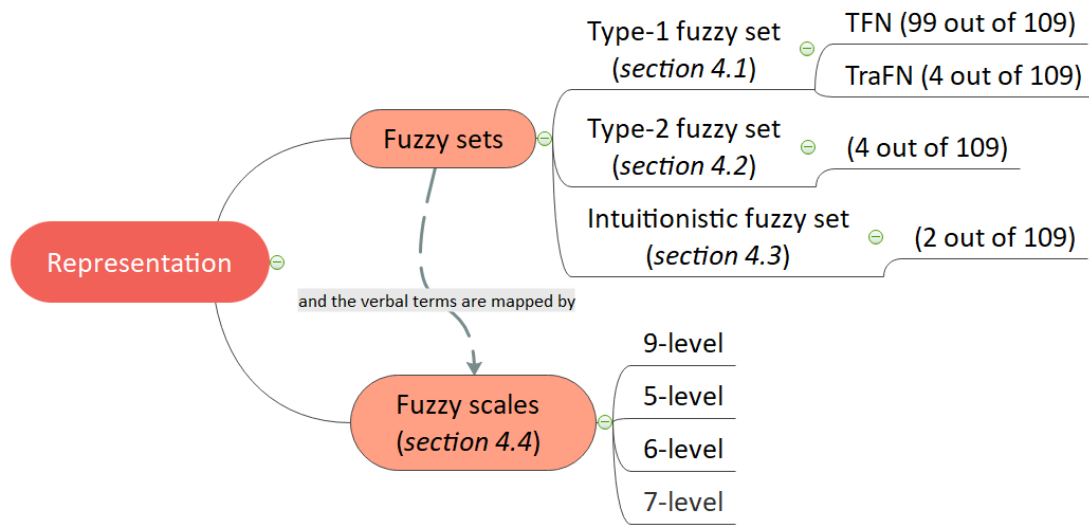 Representation
Fuzzy sets
Type-1 fuzzy set
(section 4.1)
TFN (99 out of 109)
TraFN (4 out of 109)
Type-2 fuzzy set
(section 4.2)
(4 out of 109)
Intuitionistic fuzzy set
(section 4.3)
(2 out of 109)
and the verbal terms are mapped by
Fuzzy scales
(section 4.4)
9-level
5-level
6-level
7-level